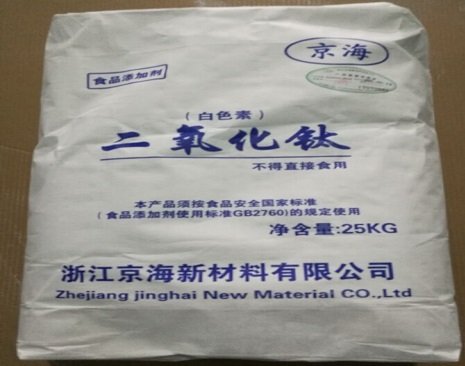 京海
食品添加剂
（白色素）
二氧化钛
不得直接食用
本产品须按食品安全国家标准
（食品添加剂使用标准GB2760)的规定使用
净含量:25KG
浙江京海新材料有限公司
Zhejiang jinghai New Material CO.,Ltd